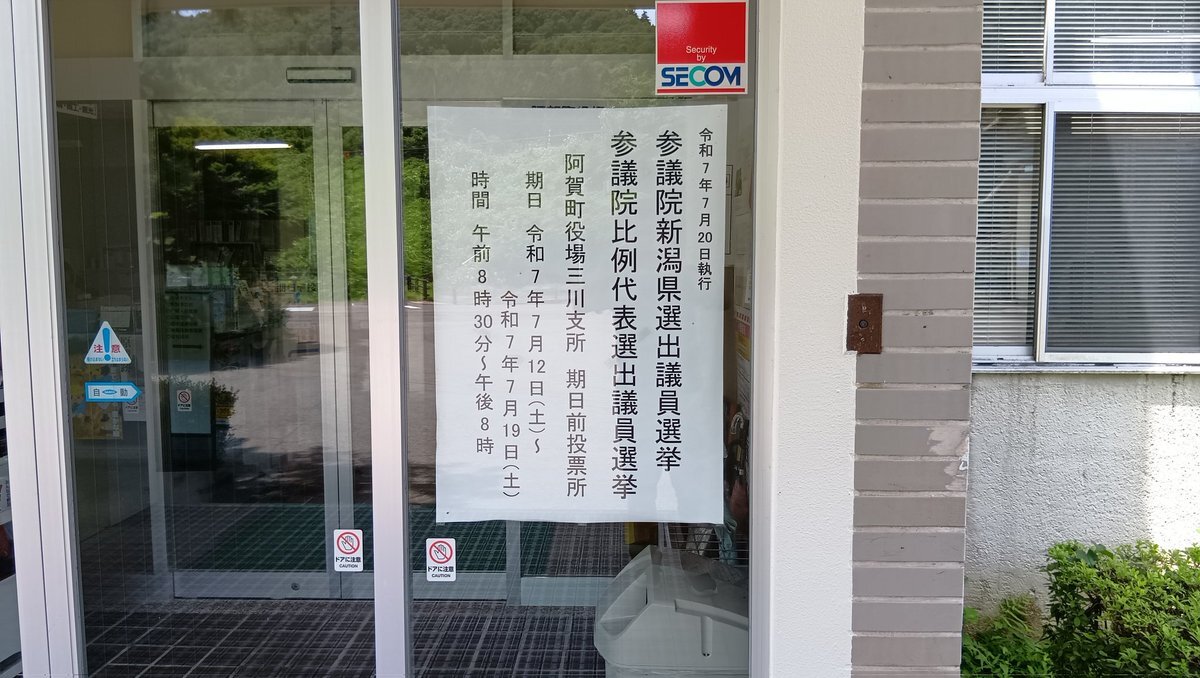 Security
by
SECOM
令和7年7月20日執行
参議院新潟県選出議員選挙
参議院比例代表選出議員選挙
阿賀町役場三川支所 期日前投票所
期日 令和7年7月12日(土)~
令和7年7月19日(土)
時間 午前8時30分~午後8時
注意
自動
ドアに注意
CAUTION
ドアに注意
CAUTION